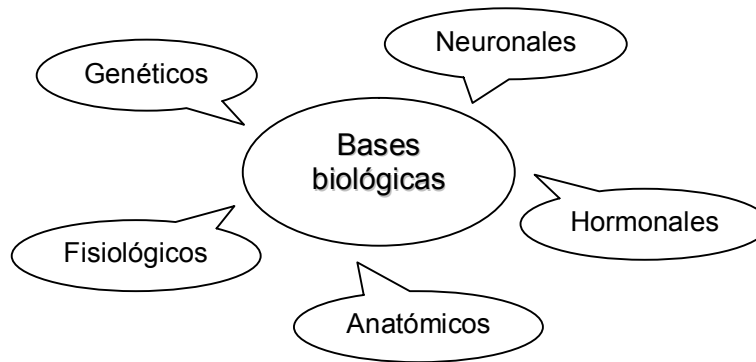 Neuronales
Genéticos
Bases
biológicas
Hormonales
Fisiológicos
Anatómicos